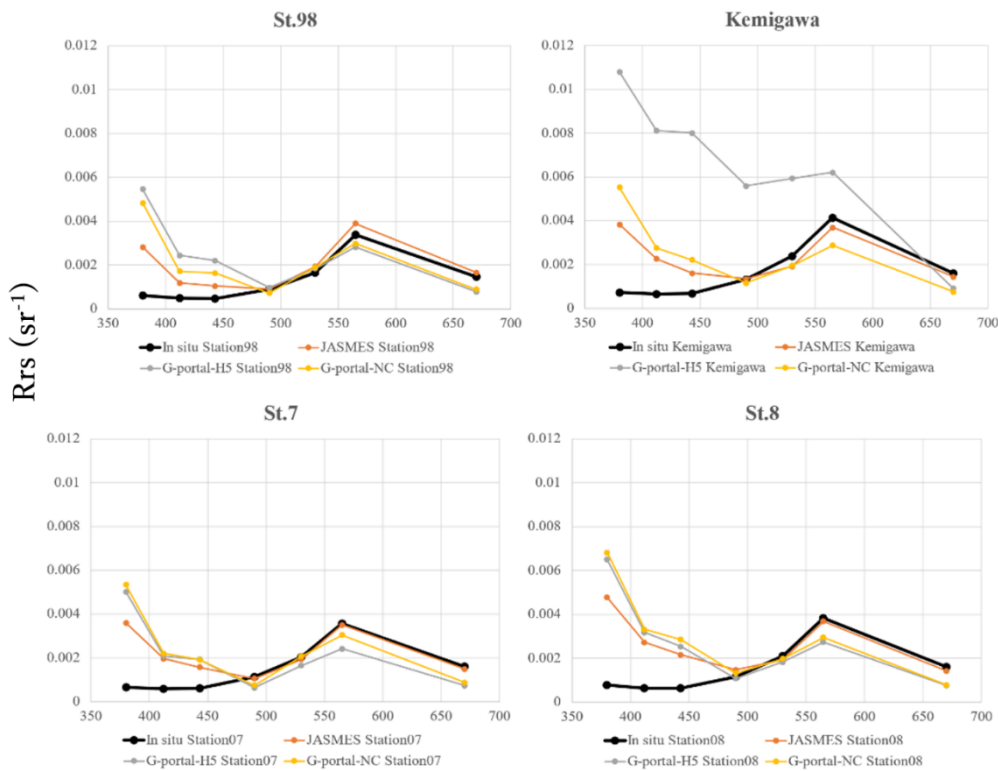 St.98
0.012
0.01
0.008
0.006
0.004
0.002
0
350 400 450 500 550 600 650 700
In situ Station98 JASMES Station98
G-portal-H5 Station98 G-portal-NC Station98
Kemigawa
0.012
0.01
0.008
0.006
0.004
0.002
0
350 400 450 500 550 600 650 700
In situ Kemigawa JASMES Kemigawa
G-portal-H5 Kemigawa G-portal-NC Kemigawa
Rrs (sr⁻¹)
St.7
0.012
0.01
0.008
0.006
0.004
0.002
0
350 400 450 500 550 600 650 700
In situ Station07 JASMES Station07
G-portal-H5 Station07 G-portal-NC Station07
St.8
0.012
0.01
0.008
0.006
0.004
0.002
0
350 400 450 500 550 600 650 700
In situ Station08 JASMES Station08
G-portal-H5 Station08 G-portal-NC Station08